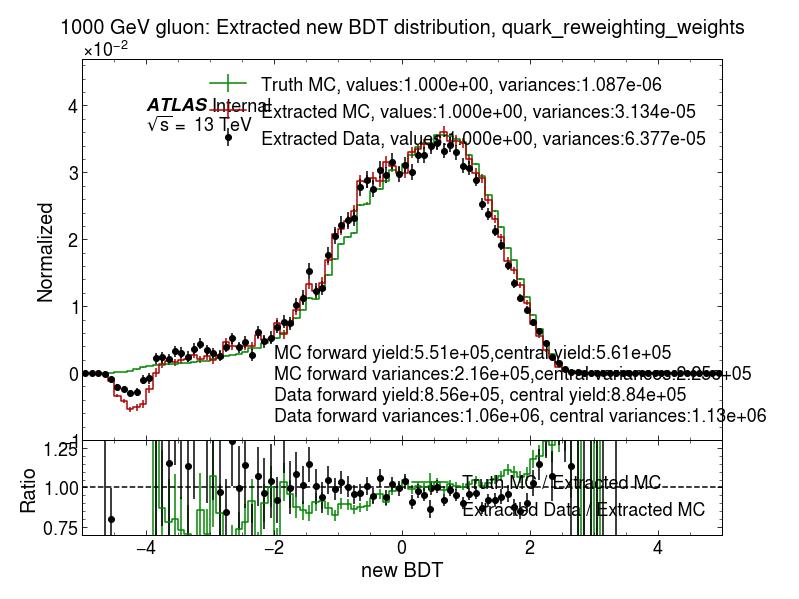 1000 GeV gluon: Extracted new BDT distribution, quark_reweighting_weights
×10⁻²
Truth MC, values:1.000e+00, variances:1.087e-06
ATLAS Internal
Extracted MC, values:1.000e+00, variances:3.134e-05
√s = 13 TeV
Extracted Data, values:1.000e+00, variances:6.377e-05
4
3
2
1
0
−1
Normalized
MC forward yield:5.51e+05,central yield:5.61e+05
MC forward variances:2.16e+05,central variances:2.25e+05
Data forward yield:8.56e+05, central yield:8.84e+05
Data forward variances:1.06e+06, central variances:1.13e+06
1.25
1.00
0.75
Ratio
Truth MC / Extracted MC
Extracted Data / Extracted MC
−4 −2 0 2 4
new BDT